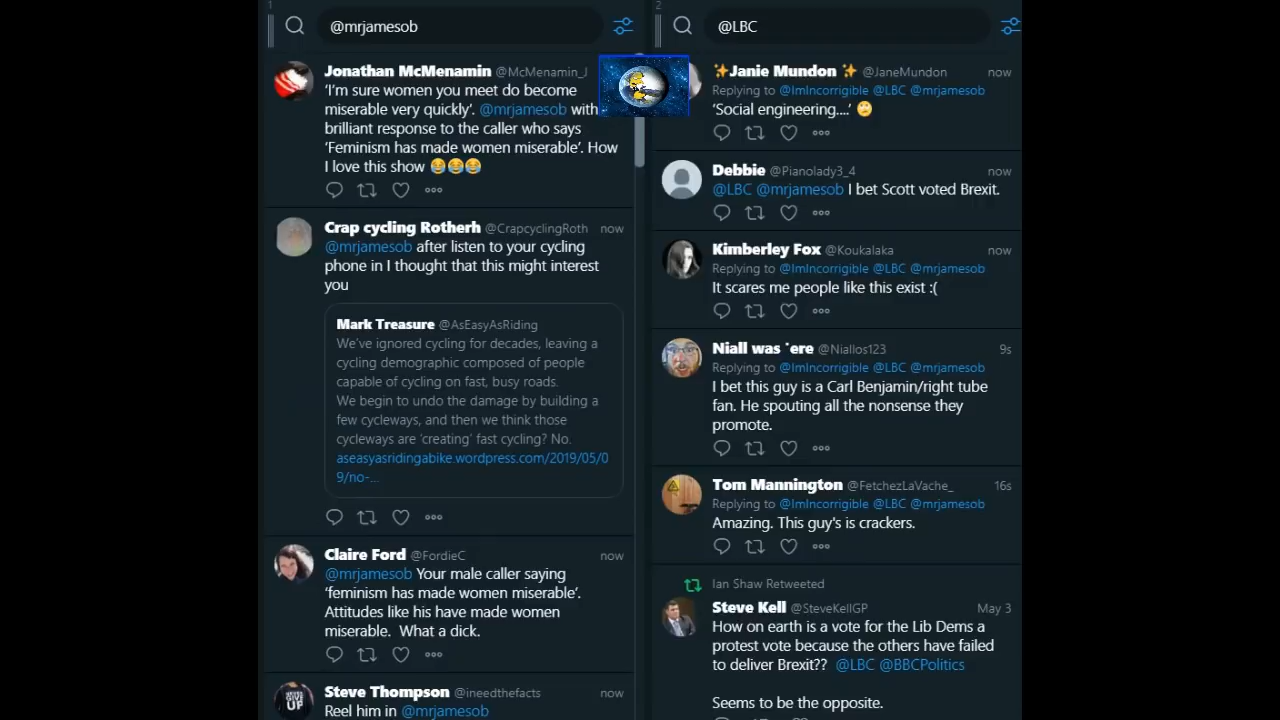 1
@mrjamesob
Jonathan McMenamin @McMenamin_J
‘I’m sure women you meet do become
miserable very quickly’. @mrjamesob with
brilliant response to the caller who says
‘Feminism has made women miserable’. How
I love this show 😂😂😂
Crap cycling Rotherh @CrapcyclingRoth now
@mrjamesob after listen to your cycling
phone in I thought that this might interest
you
Mark Treasure @AsEasyAsRiding
We’ve ignored cycling for decades, leaving a
cycling demographic composed of people
capable of cycling on fast, busy roads.
We begin to undo the damage by building a
few cycleways, and then we think those
cycleways are ‘creating’ fast cycling? No.
aseasyasridingabike.wordpress.com/2019/05/0
9/no-…
Claire Ford @FordieC now
@mrjamesob Your male caller saying
‘feminism has made women miserable’.
Attitudes like his have made women
miserable. What a dick.
Steve Thompson @ineedthefacts now
Reel him in @mrjamesob
NEVER GIVE UP
2
@LBC
✨Janie Mundon ✨ @JaneMundon now
Replying to @ImIncorrigible @LBC @mrjamesob
‘Social engineering....’ 🙄
Debbie @Pianolady3_4 now
@LBC @mrjamesob I bet Scott voted Brexit.
Kimberley Fox @Koukalaka now
Replying to @ImIncorrigible @LBC @mrjamesob
It scares me people like this exist :(
Niall was `ere @Niallos123 9s
Replying to @ImIncorrigible @LBC @mrjamesob
I bet this guy is a Carl Benjamin/right tube
fan. He spouting all the nonsense they
promote.
Tom Mannington @FetchezLaVache_ 16s
Replying to @ImIncorrigible @LBC @mrjamesob
Amazing. This guy's is crackers.
Ian Shaw Retweeted
Steve Kell @SteveKellGP May 3
How on earth is a vote for the Lib Dems a
protest vote because the others have failed
to deliver Brexit?? @LBC @BBCPolitics
Seems to be the opposite.